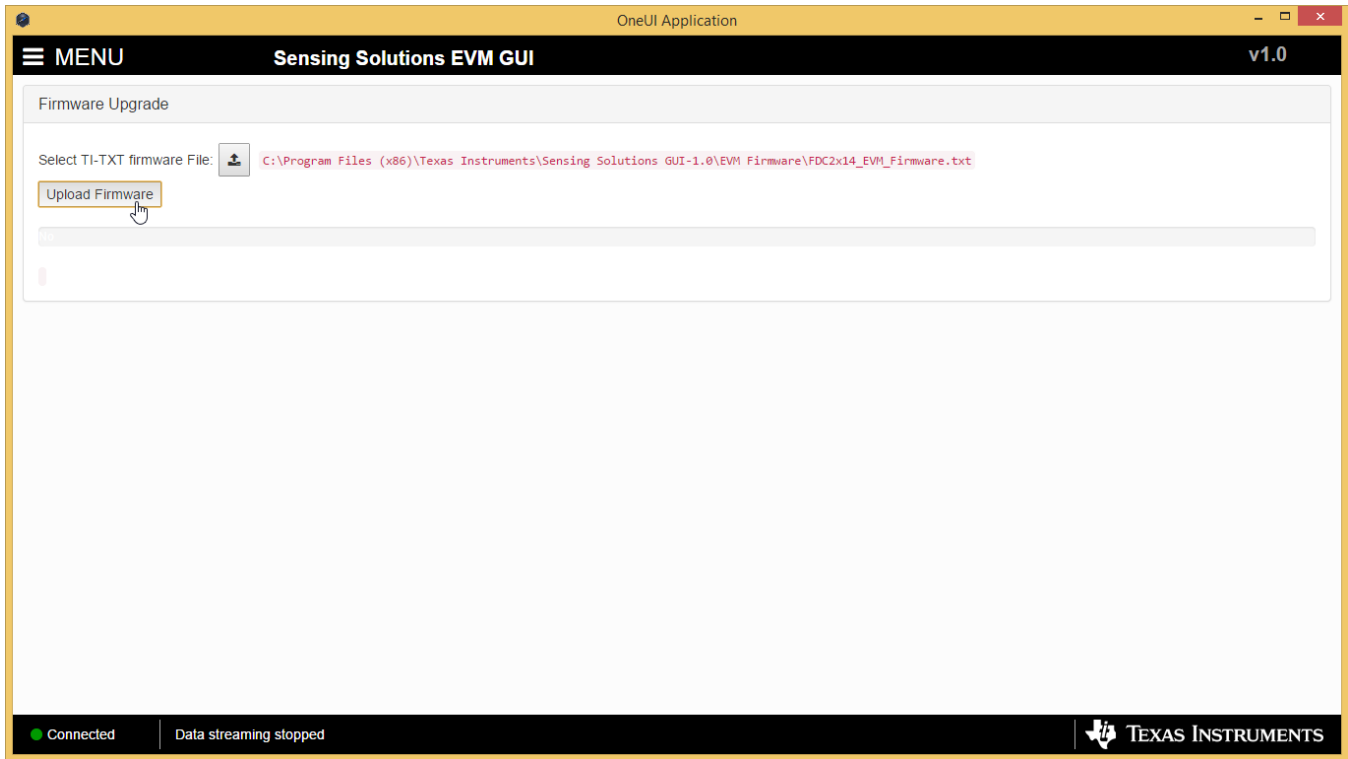 OneUI Application
MENU
Sensing Solutions EVM GUI
v1.0
Firmware Upgrade
Select TI-TXT firmware File:
C:\Program Files (x86)\Texas Instruments\Sensing Solutions GUI-1.0\EVM Firmware\FDC2x14_EVM_Firmware.txt
Upload Firmware
Connected
Data streaming stopped
TEXAS INSTRUMENTS